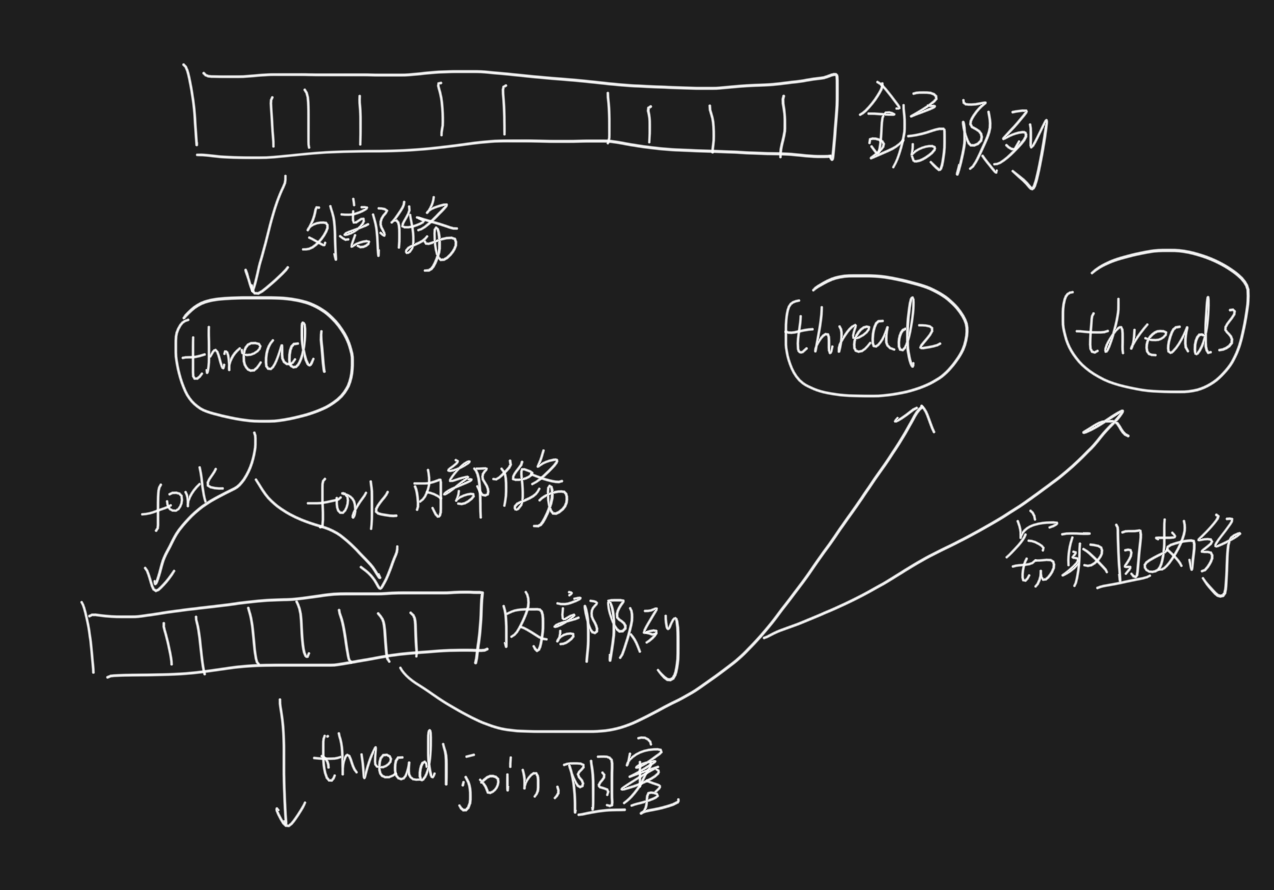 全局队列
外部任务
thread1
thread2
thread3
fork
fork 内部任务
窃取且执行
内部队列
thread1 join,阻塞